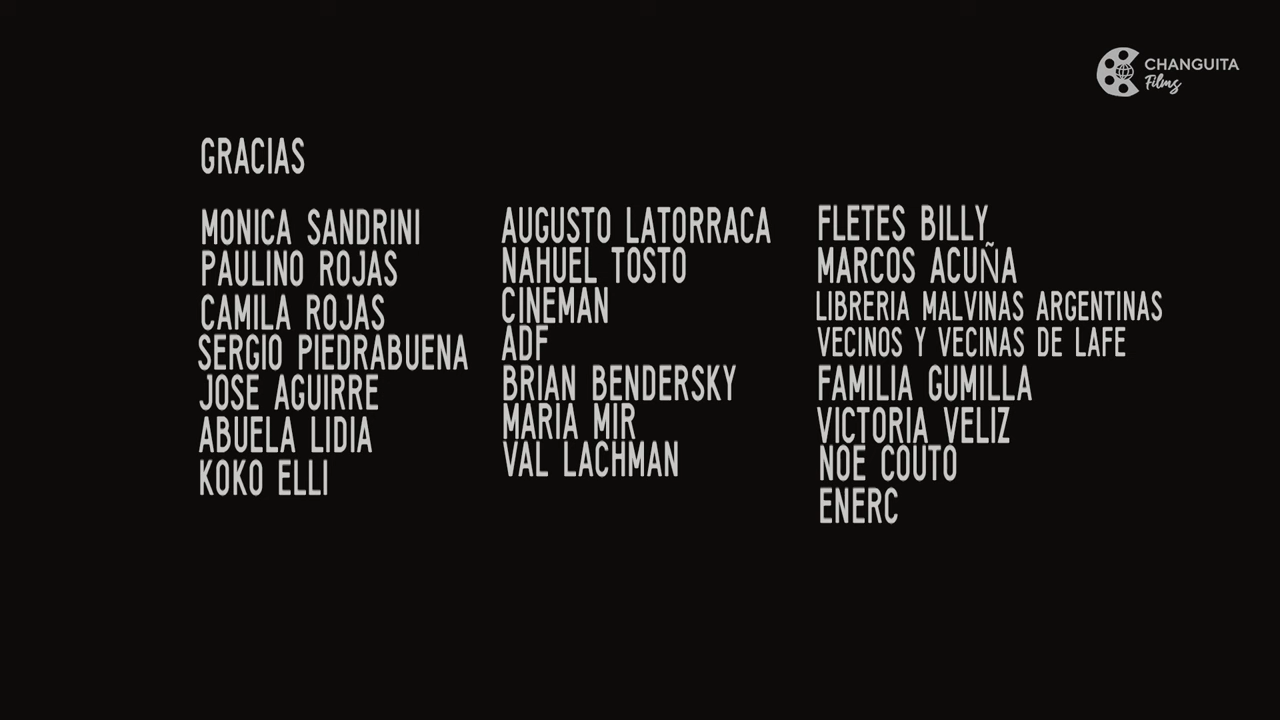 CHANGUITA
Films
GRACIAS
MONICA SANDRINI
PAULINO ROJAS
CAMILA ROJAS
SERGIO PIEDRABUENA
JOSE AGUIRRE
ABUELA LIDIA
KOKO ELLI
AUGUSTO LATORRACA
NAHUEL TOSTO
CINEMAN
ADF
BRIAN BENDERSKY
MARIA MIR
VAL LACHMAN
FLETES BILLY
MARCOS ACUÑA
LIBRERIA MALVINAS ARGENTINAS
VECINOS Y VECINAS DE LAFE
FAMILIA GUMILLA
VICTORIA VELIZ
NOE COUTO
ENERC